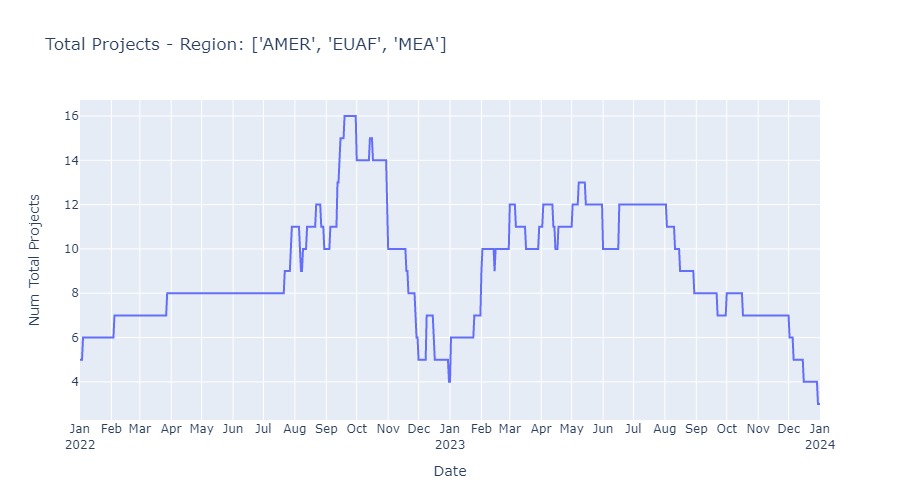 Total Projects - Region: ['AMER', 'EUAF', 'MEA']
16
14
12
10
8
6
4
Num Total Projects
Jan Feb Mar Apr May Jun Jul Aug Sep Oct Nov Dec Jan Feb Mar Apr May Jun Jul Aug Sep Oct Nov Dec Jan
2022 2023 2024
Date